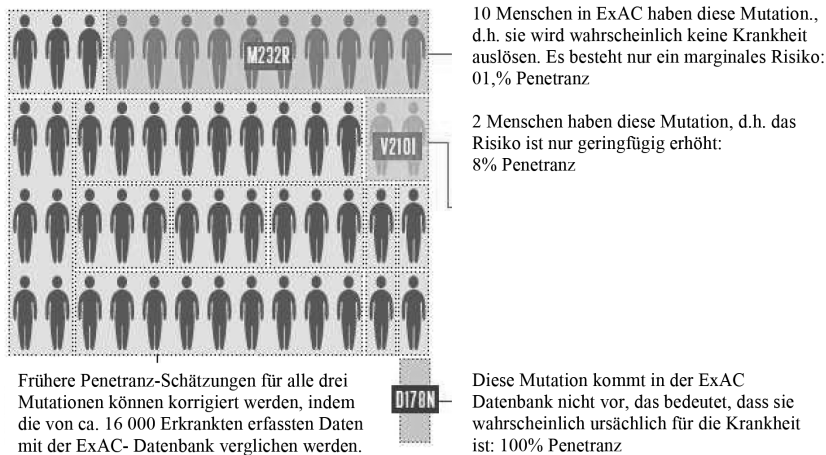 10 Menschen in ExAC haben diese Mutation.,
d.h. sie wird wahrscheinlich keine Krankheit
auslösen. Es besteht nur ein marginales Risiko:
01,% Penetranz
M232R
2 Menschen haben diese Mutation, d.h. das
Risiko ist nur geringfügig erhöht:
8% Penetranz
V210I
Frühere Penetranz-Schätzungen für alle drei
Mutationen können korrigiert werden, indem
die von ca. 16 000 Erkrankten erfassten Daten
mit der ExAC- Datenbank verglichen werden.
D178N
Diese Mutation kommt in der ExAC
Datenbank nicht vor, das bedeutet, dass sie
wahrscheinlich ursächlich für die Krankheit
ist: 100% Penetranz